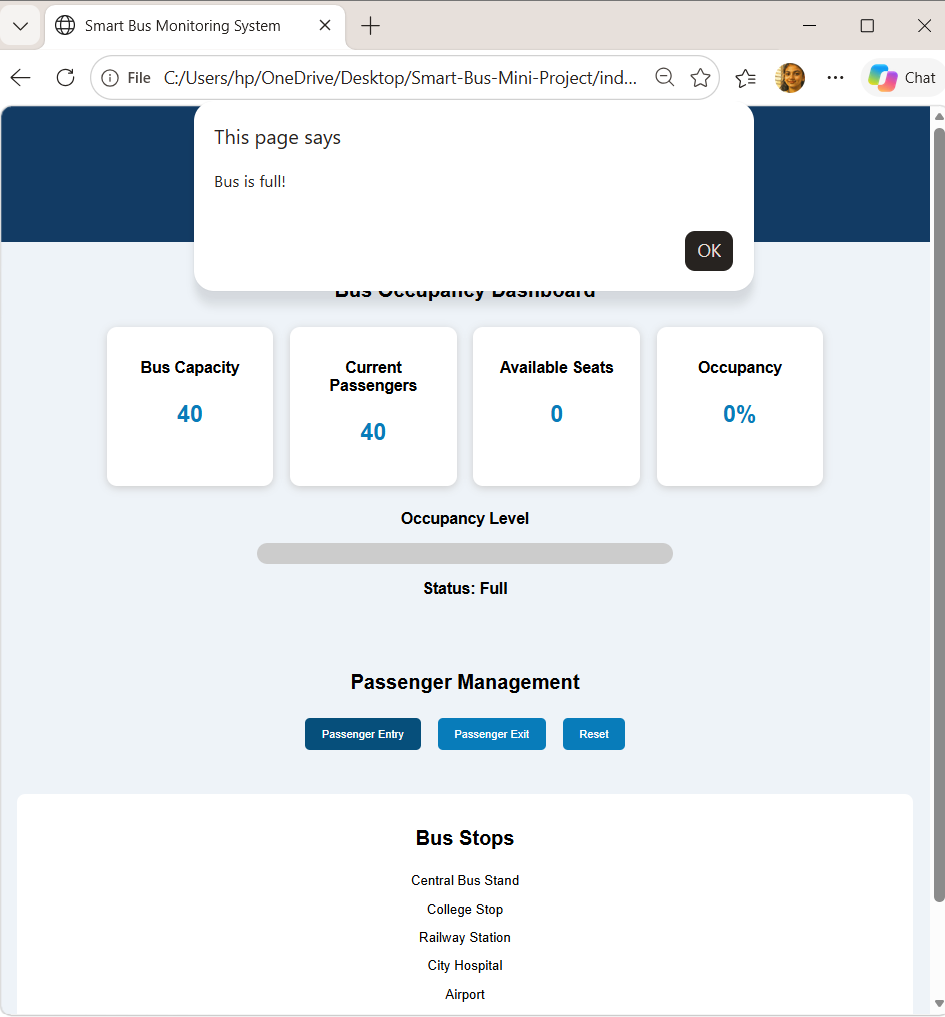 Smart Bus Monitoring System
File
C:/Users/hp/OneDrive/Desktop/Smart-Bus-Mini-Project/ind...
Chat
This page says
Bus is full!
OK
Bus Occupancy Dashboard
Bus Capacity
40
Current
Passengers
40
Available Seats
0
Occupancy
0%
Occupancy Level
Status: Full
Passenger Management
Passenger Entry
Passenger Exit
Reset
Bus Stops
Central Bus Stand
College Stop
Railway Station
City Hospital
Airport